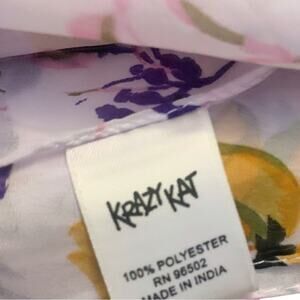 KRAZY KAT
100% POLYESTER
RN 96502
MADE IN INDIA